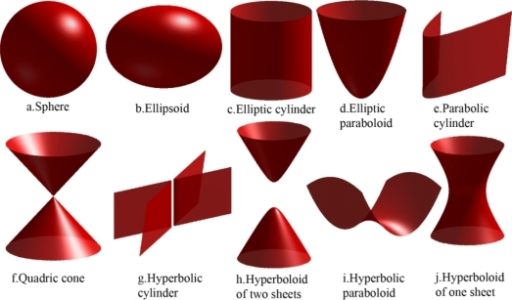 a.Sphere
b.Ellipsoid
c.Elliptic cylinder
d.Elliptic
paraboloid
e.Parabolic
cylinder
f.Quadric cone
g.Hyperbolic
cylinder
h.Hyperboloid
of two sheets
i.Hyperbolic
paraboloid
j.Hyperboloid
of one sheet